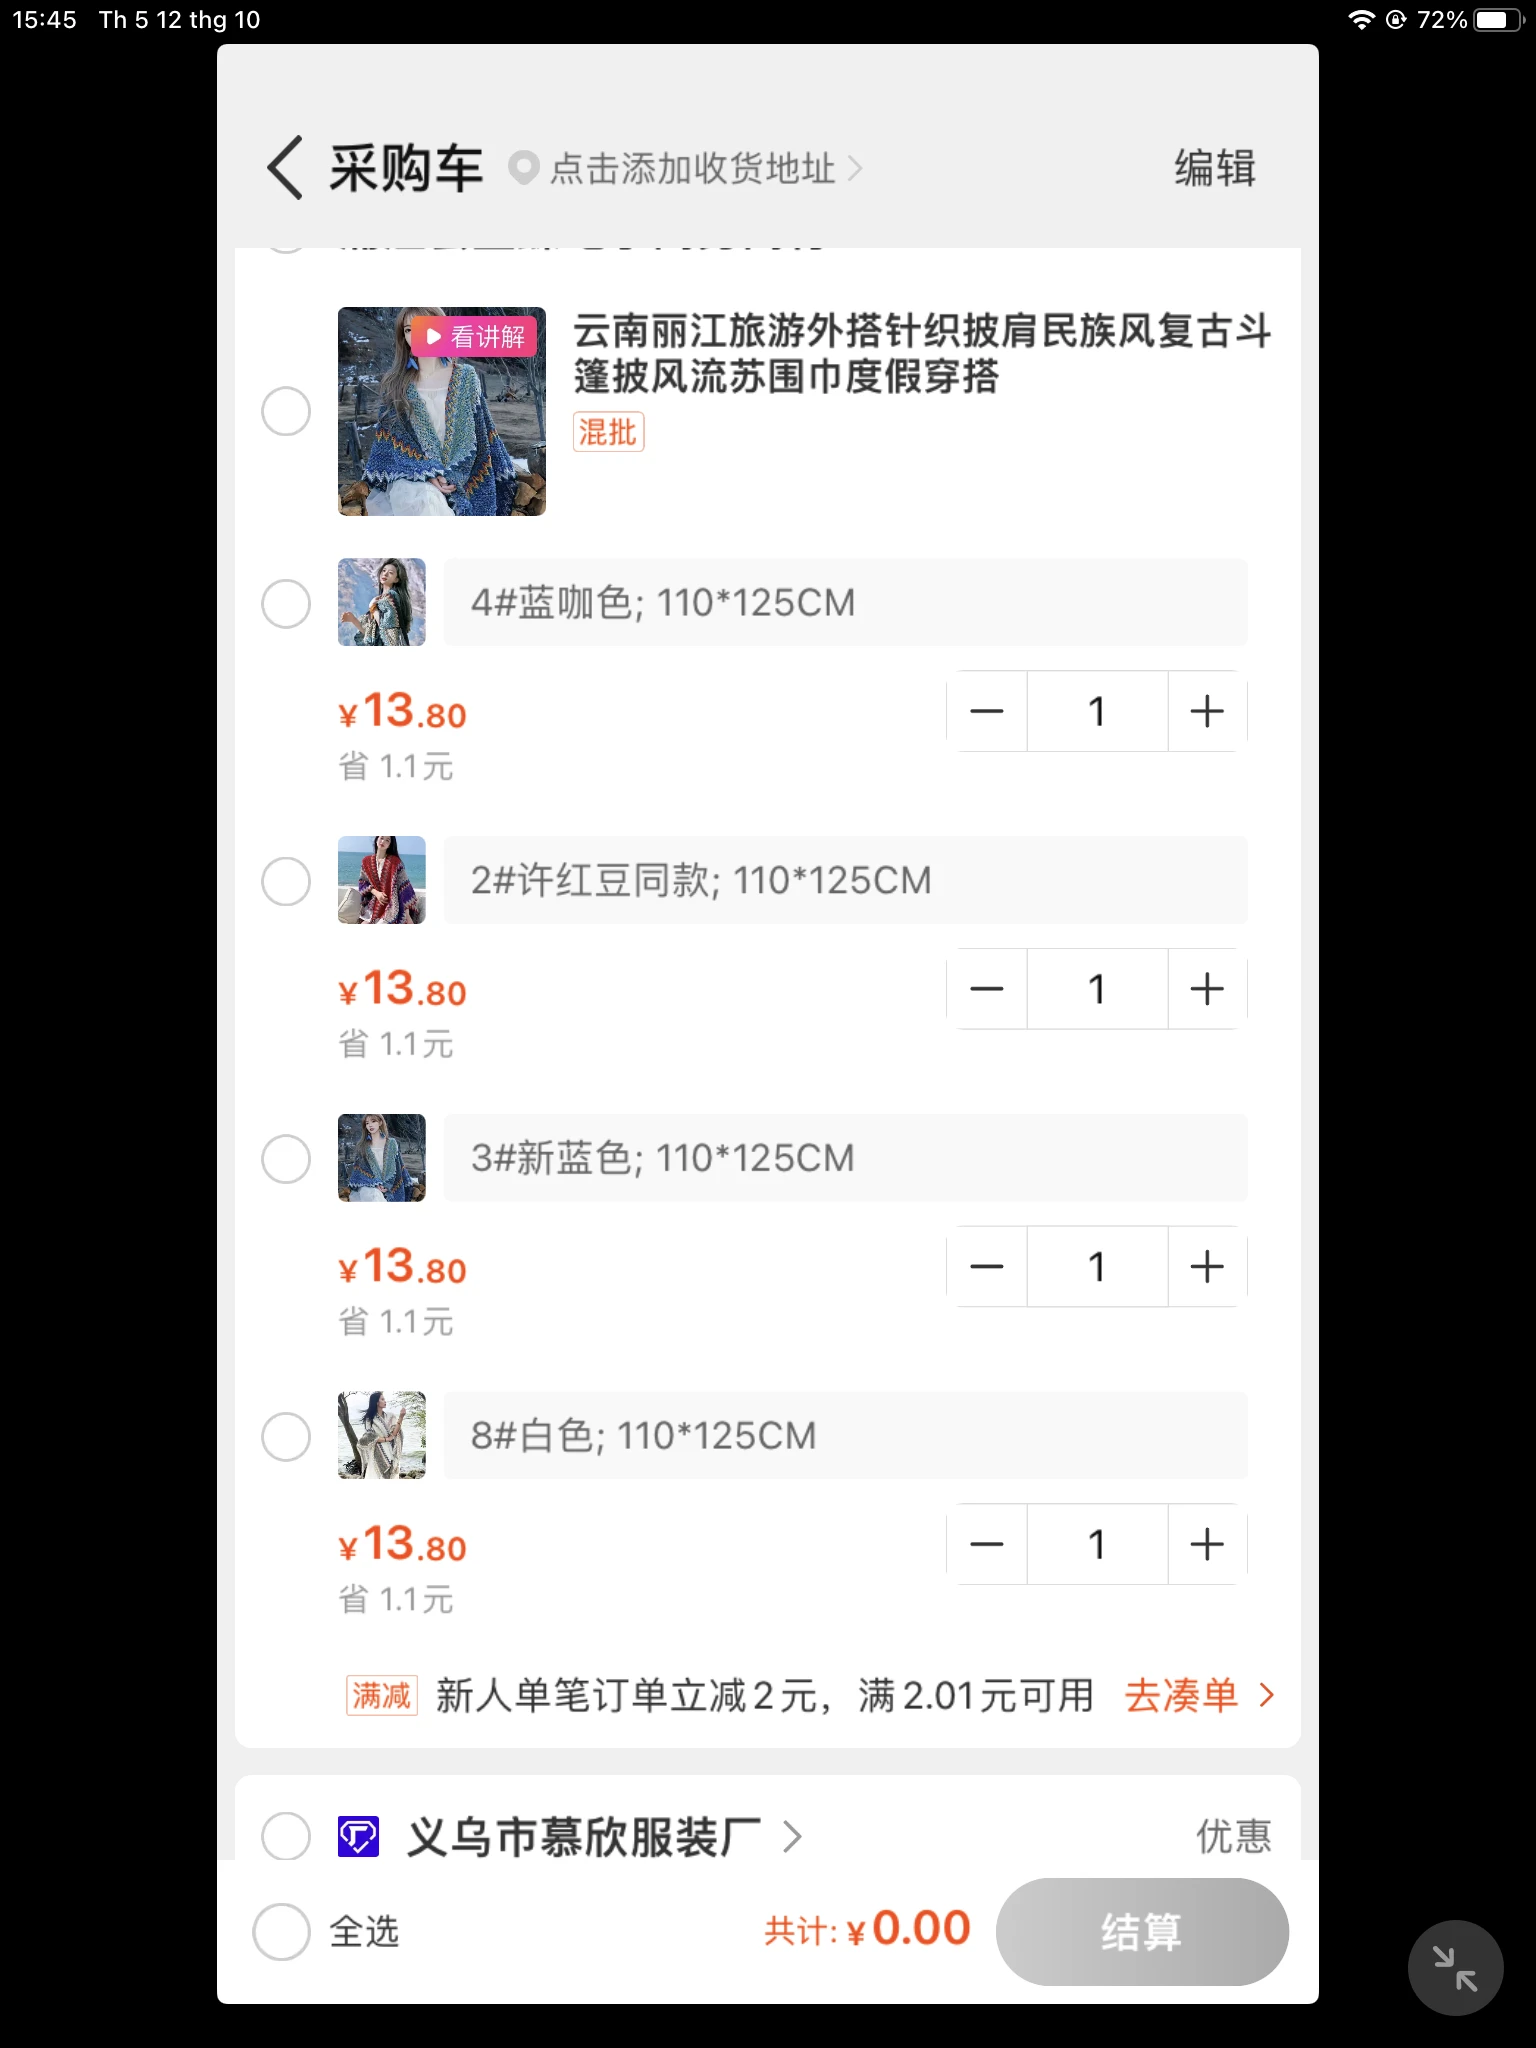 15:45 Th 5 12 thg 10 72%
采购车 点击添加收货地址 编辑
看讲解
云南丽江旅游外搭针织披肩民族风复古斗
篷披风流苏围巾度假穿搭
混批
4#蓝咖色; 110*125CM
¥13.80
1
省 1.1元
2#许红豆同款; 110*125CM
¥13.80
1
省 1.1元
3#新蓝色; 110*125CM
¥13.80
1
省 1.1元
8#白色; 110*125CM
¥13.80
1
省 1.1元
满减 新人单笔订单立减2元，满2.01元可用 去凑单
义乌市慕欣服装厂 优惠
全选 共计: ¥0.00 结算